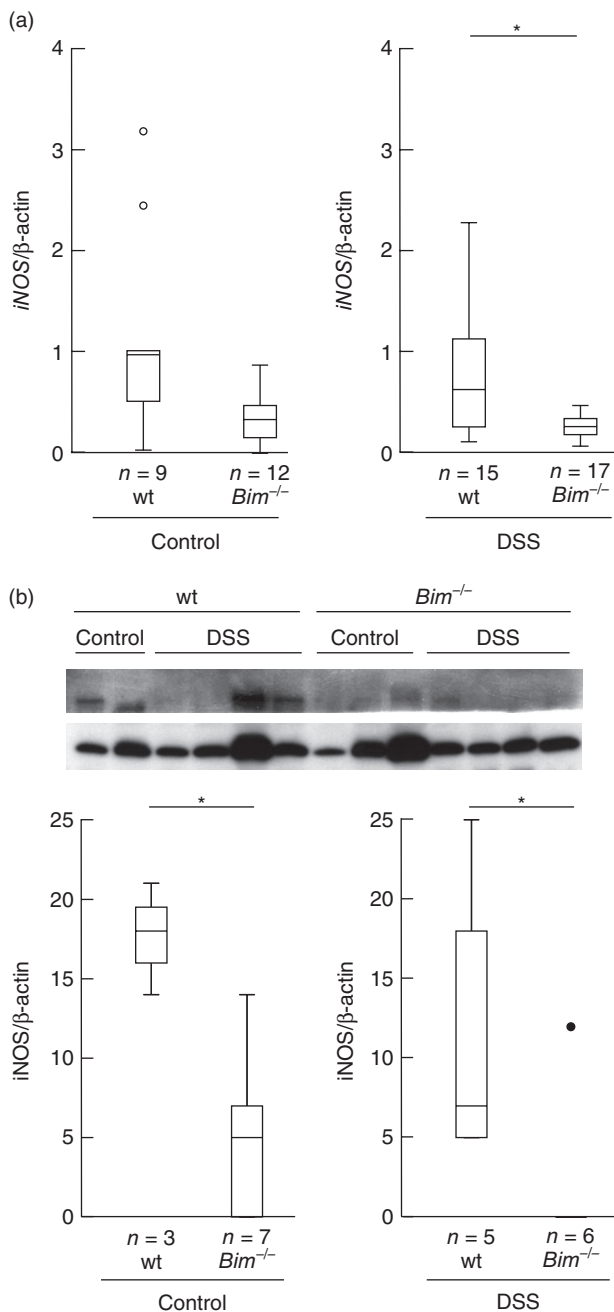 (a)
4
3
2
1
0
iNOS/β-actin
n = 9
wt
n = 12
Bim⁻/⁻
Control
*
4
3
2
1
0
iNOS/β-actin
n = 15
wt
n = 17
Bim⁻/⁻
DSS
(b)
wt
Bim⁻/⁻
Control
DSS
Control
DSS
*
25
20
15
10
5
0
iNOS/β-actin
n = 3
wt
n = 7
Bim⁻/⁻
Control
*
25
20
15
10
5
0
iNOS/β-actin
n = 5
wt
n = 6
Bim⁻/⁻
DSS